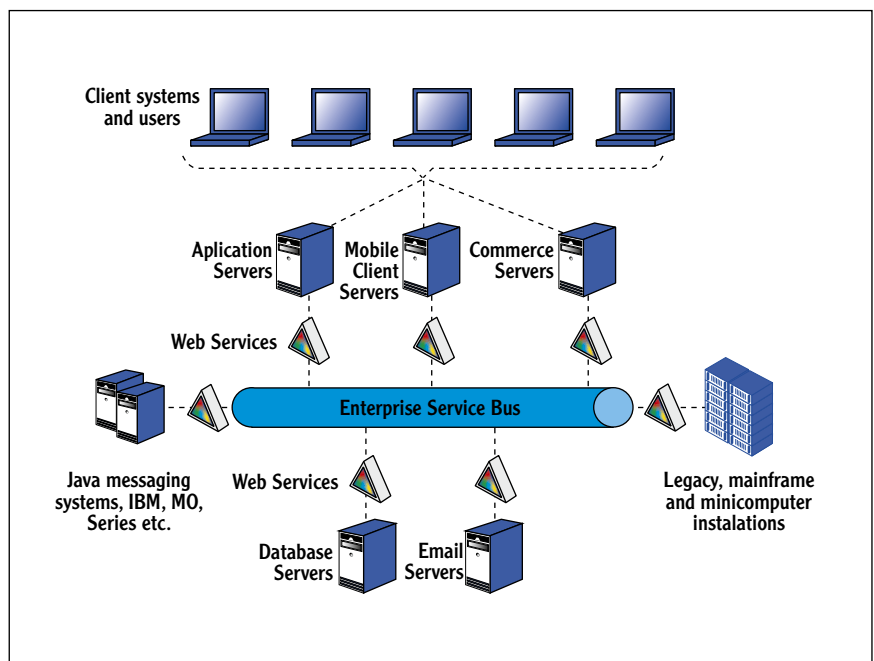 Client systems
and users
Aplication
Servers
Mobile
Client
Servers
Commerce
Servers
Web Services
Enterprise Service Bus
Java messaging
systems, IBM, MO,
Series etc.
Web Services
Legacy, mainframe
and minicomputer
instalations
Database
Servers
Email
Servers